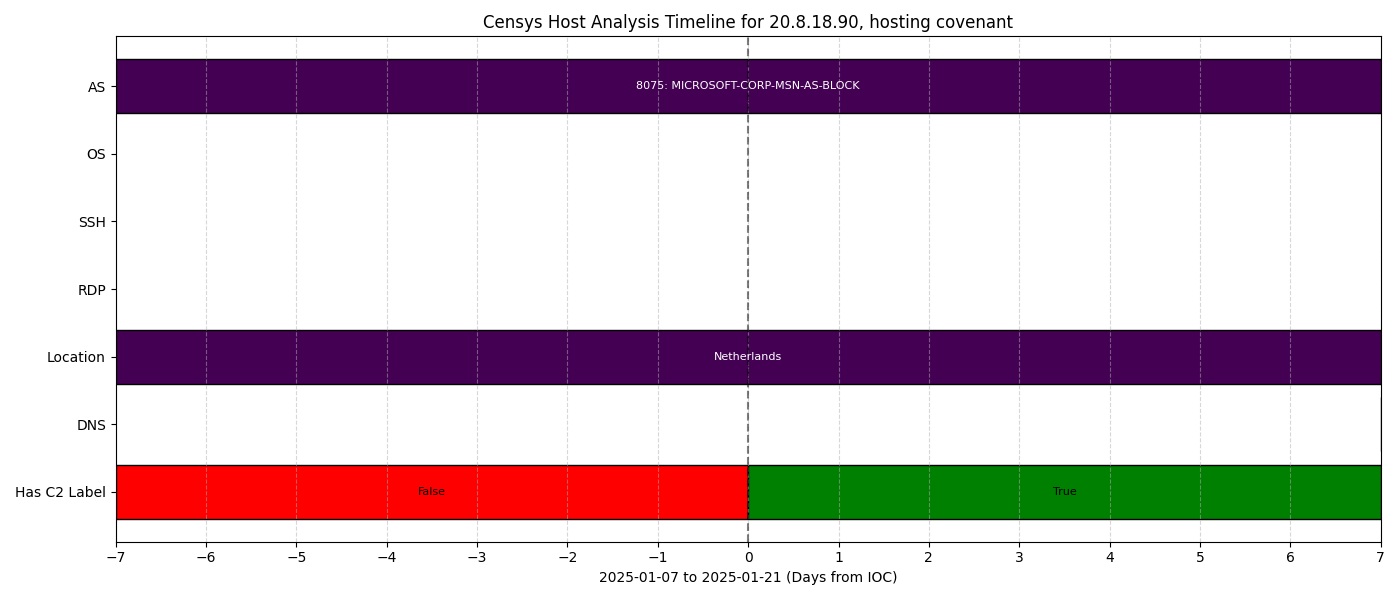 Censys Host Analysis Timeline for 20.8.18.90, hosting covenant
AS
8075: MICROSOFT-CORP-MSN-AS-BLOCK
OS
SSH
RDP
Location
Netherlands
DNS
Has C2 Label
False
True
−7 −6 −5 −4 −3 −2 −1 0 1 2 3 4 5 6 7
2025-01-07 to 2025-01-21 (Days from IOC)